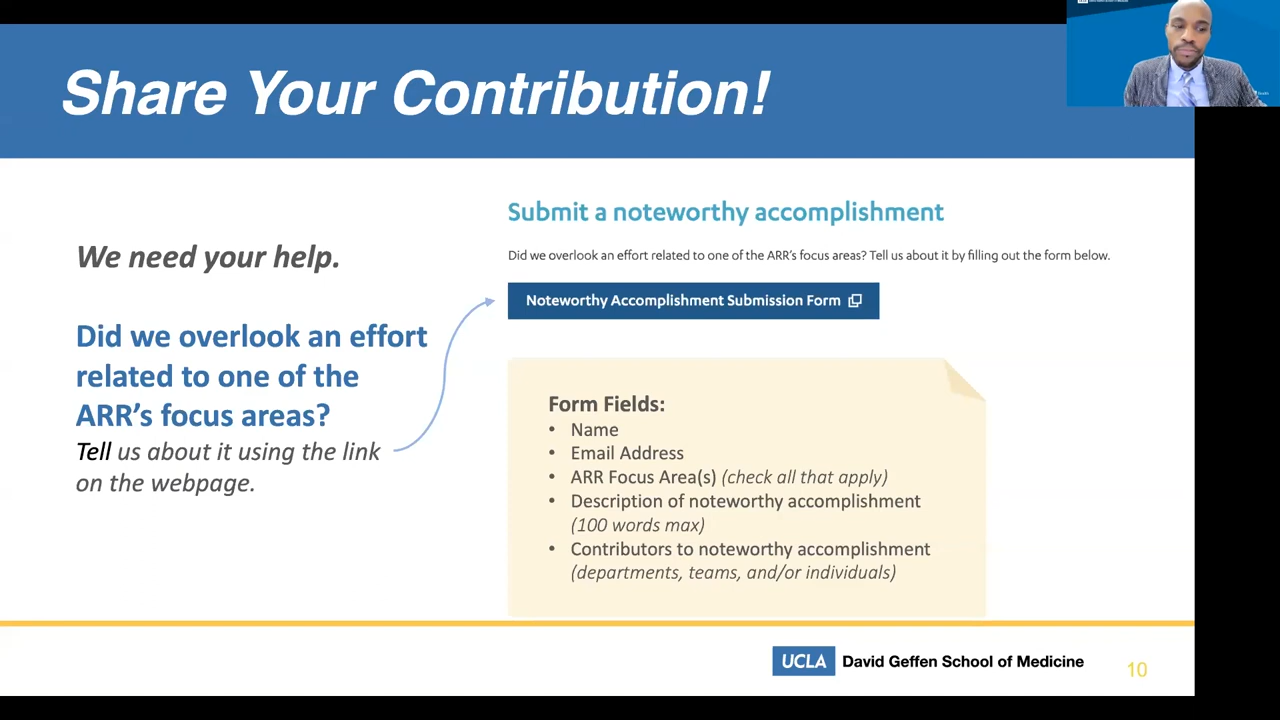 Share Your Contribution!
We need your help.
Did we overlook an effort
related to one of the
ARR's focus areas?
Tell us about it using the link
on the webpage.
Submit a noteworthy accomplishment
Did we overlook an effort related to one of the ARR's focus areas? Tell us about it by filling out the form below.
Noteworthy Accomplishment Submission Form
Form Fields:
• Name
• Email Address
• ARR Focus Area(s) (check all that apply)
• Description of noteworthy accomplishment
(100 words max)
• Contributors to noteworthy accomplishment
(departments, teams, and/or individuals)
UCLA David Geffen School of Medicine
10